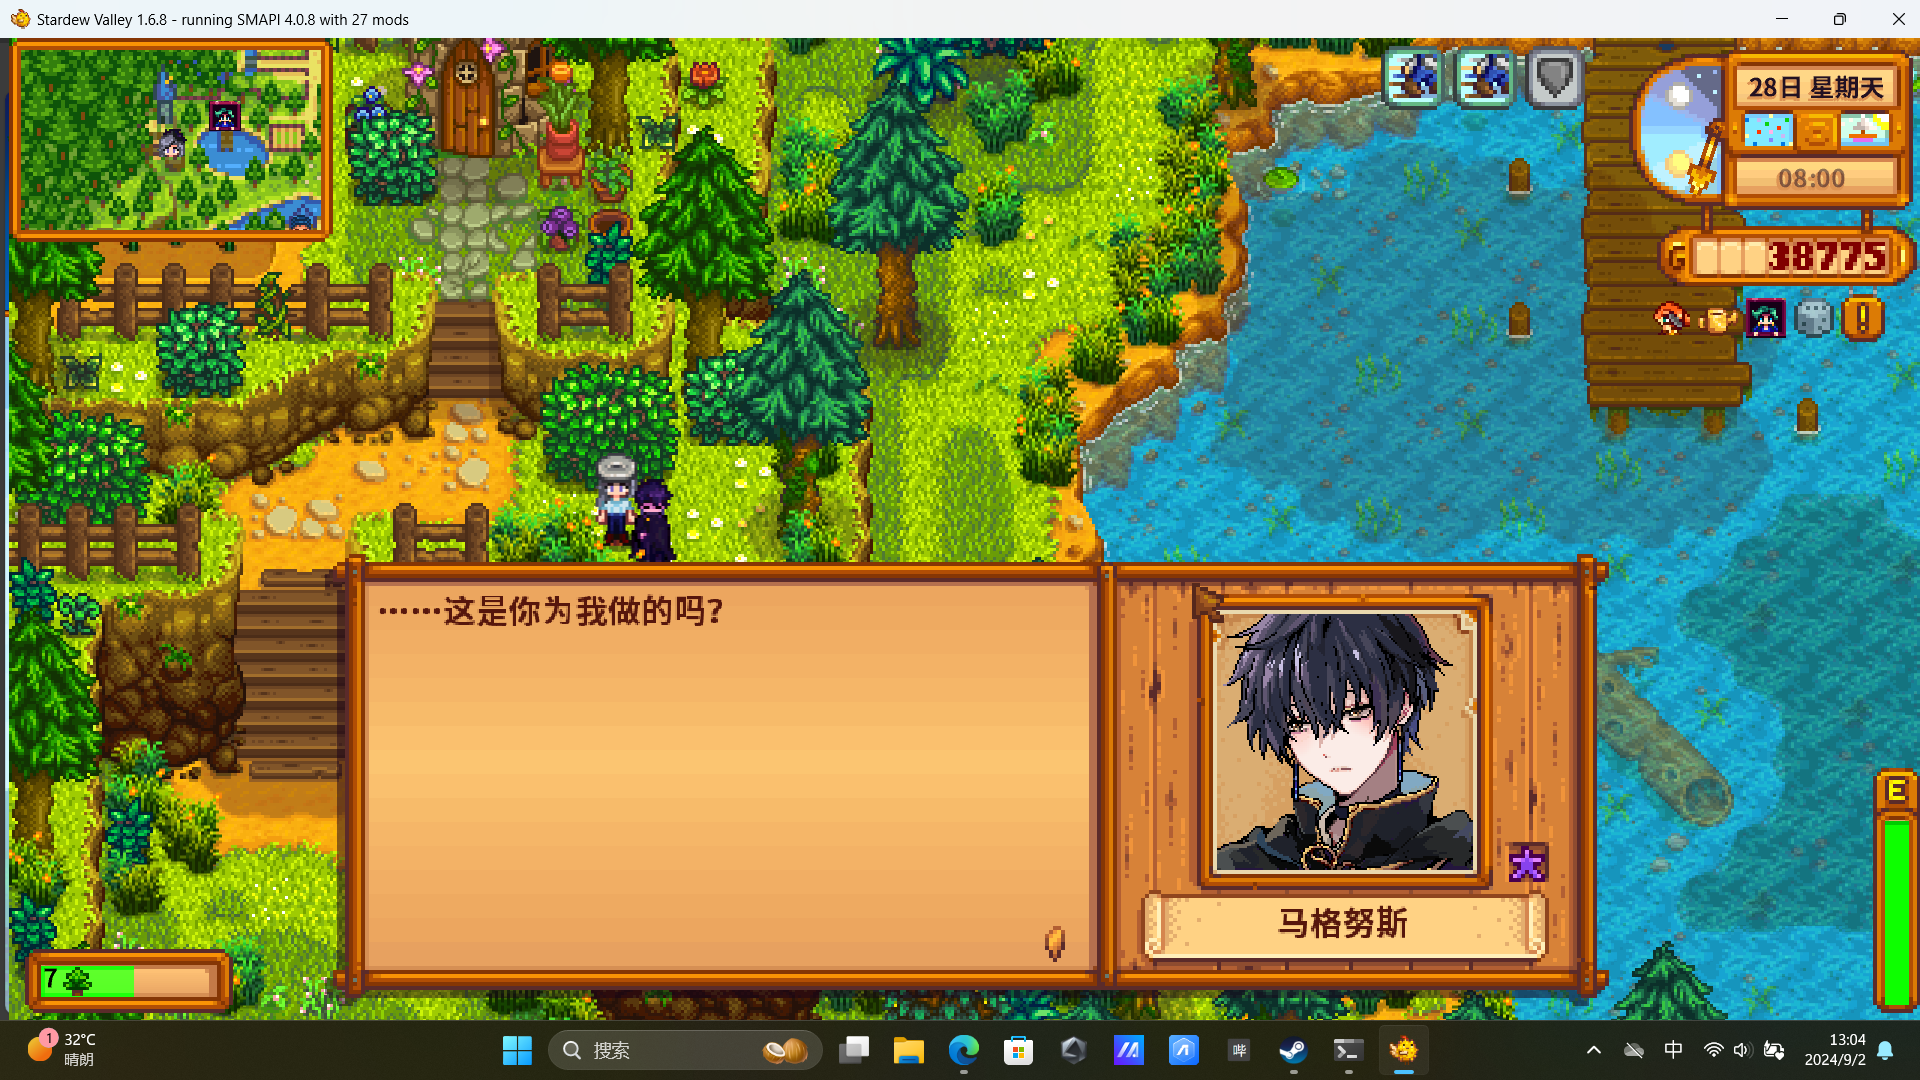 Stardew Valley 1.6.8 - running SMAPI 4.0.8 with 27 mods
28日 星期天
08:00
G 38775
……这是你为我做的吗?
马格努斯
E
7
1
32°C
晴朗
搜索
哔
中
13:04
2024/9/2